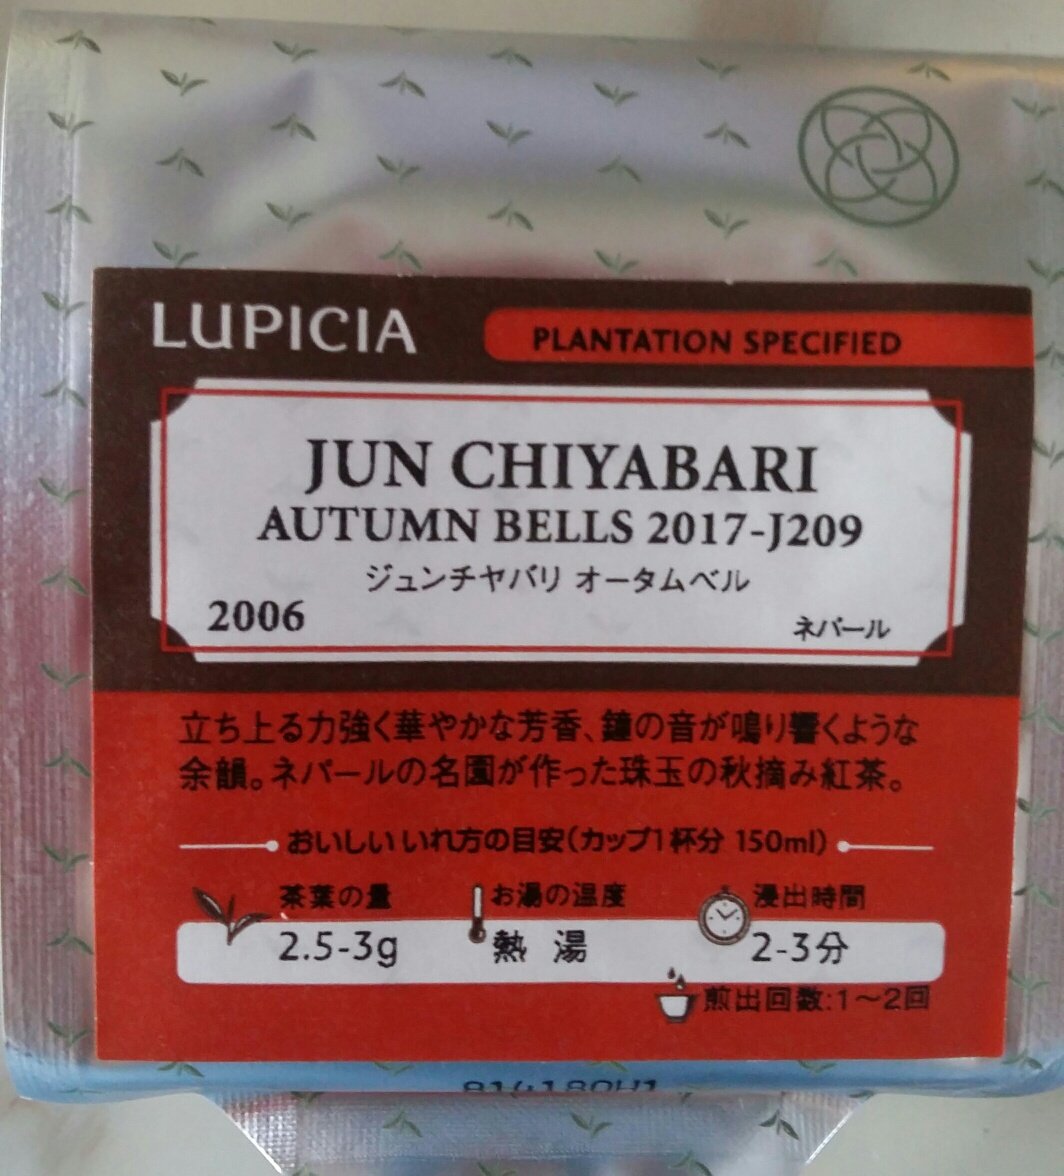 LUPICIA
PLANTATION SPECIFIED
JUN CHIYABARI
AUTUMN BELLS 2017-J209
ジュンチヤバリ オータムベル
2006
ネパール
立ち上る力強く華やかな芳香、鐘の音が鳴り響くような
余韻。ネパールの名園が作った珠玉の秋摘み紅茶。
おいしい いれ方の目安(カップ1杯分 150ml)
茶葉の量
お湯の温度
浸出時間
2.5-3g
熱 湯
2-3分
煎出回数:1〜2回